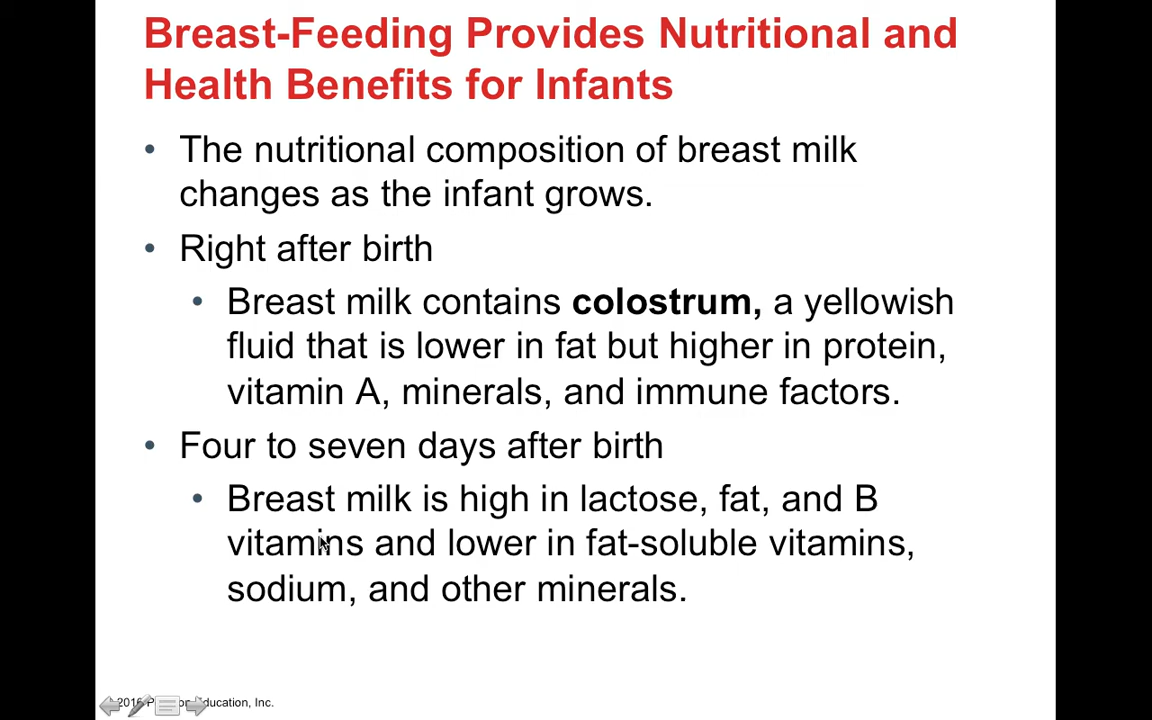 Breast-Feeding Provides Nutritional and
Health Benefits for Infants
• The nutritional composition of breast milk
changes as the infant grows.
• Right after birth
• Breast milk contains colostrum, a yellowish
fluid that is lower in fat but higher in protein,
vitamin A, minerals, and immune factors.
• Four to seven days after birth
• Breast milk is high in lactose, fat, and B
vitamins and lower in fat-soluble vitamins,
sodium, and other minerals.
2016 Education, Inc.